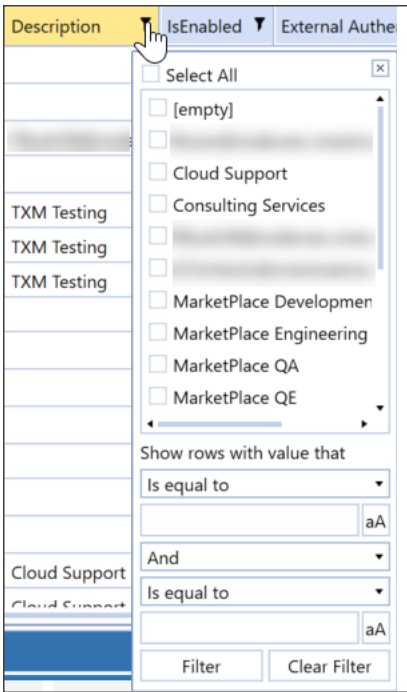 Description IsEnabled External Authe
Select All
[empty]
Cloud Support
Consulting Services
MarketPlace Developmen
MarketPlace Engineering
MarketPlace QA
MarketPlace QE
TXM Testing
TXM Testing
TXM Testing
Cloud Support
Cloud Support
Show rows with value that
Is equal to
aA
And
Is equal to
aA
Filter Clear Filter